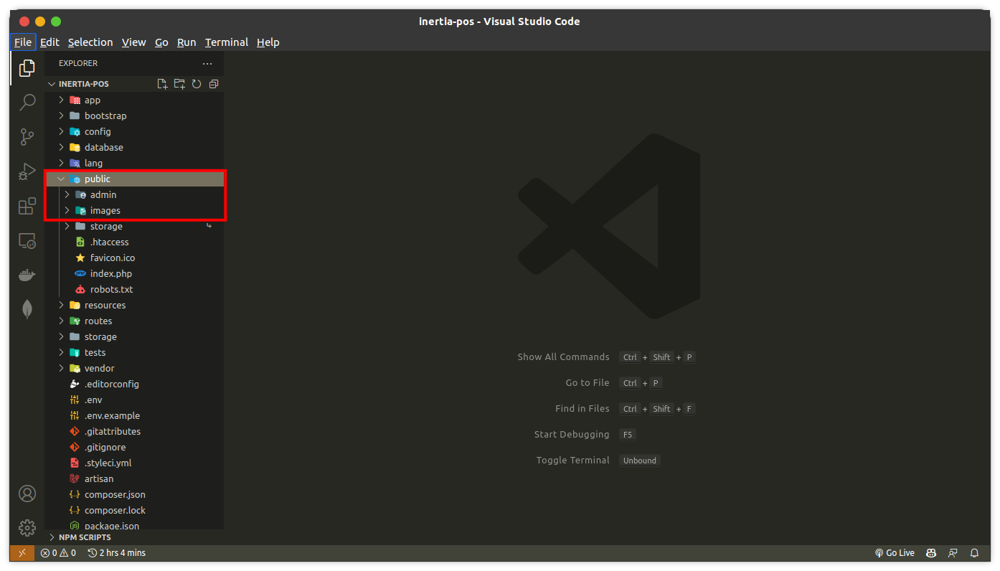 inertia-pos - Visual Studio Code
File Edit Selection View Go Run Terminal Help
EXPLORER
INERTIA-POS
app
bootstrap
config
database
lang
public
admin
images
storage
.htaccess
favicon.ico
php index.php
robots.txt
resources
routes
storage
tests
vendor
.editorconfig
.env
.env.example
.gitattributes
.gitignore
.styleci.yml
artisan
composer.json
composer.lock
package.json
NPM SCRIPTS
Show All Commands Ctrl + Shift + P
Go to File Ctrl + P
Find in Files Ctrl + Shift + F
Start Debugging F5
Toggle Terminal Unbound
0 0 2 hrs 4 mins Go Live